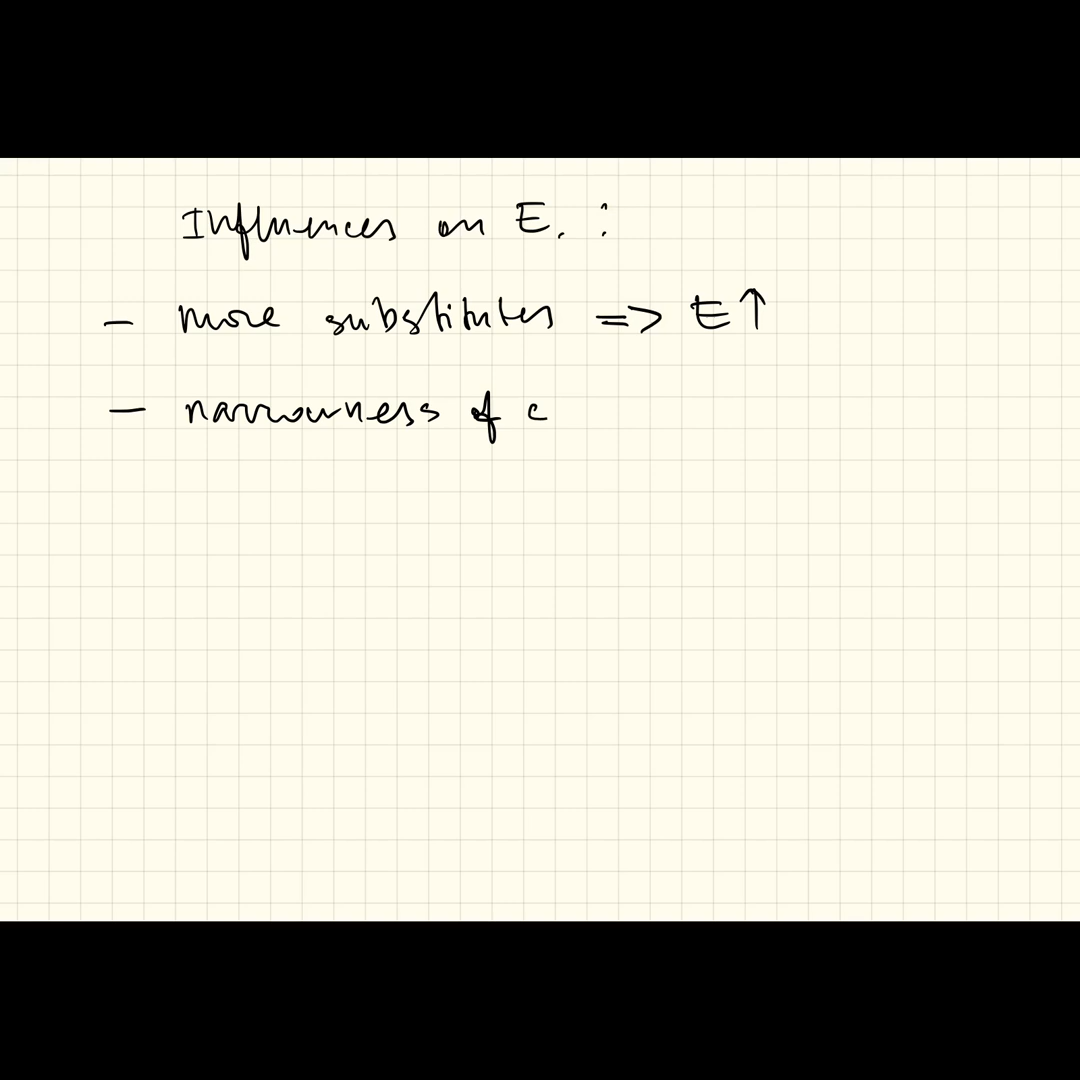 Influences on E. :
- more substitutes => E↑
- narrowness of c